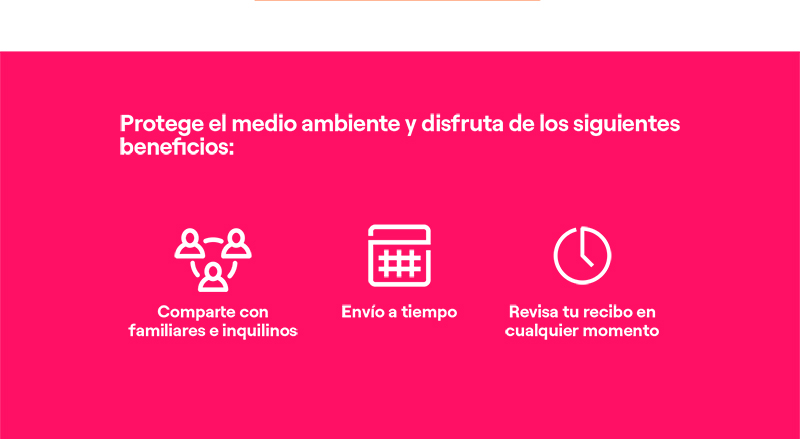 Protege el medio ambiente y disfruta de los siguientes
beneficios:
Comparte con
familiares e inquilinos
Envío a tiempo
Revisa tu recibo en
cualquier momento